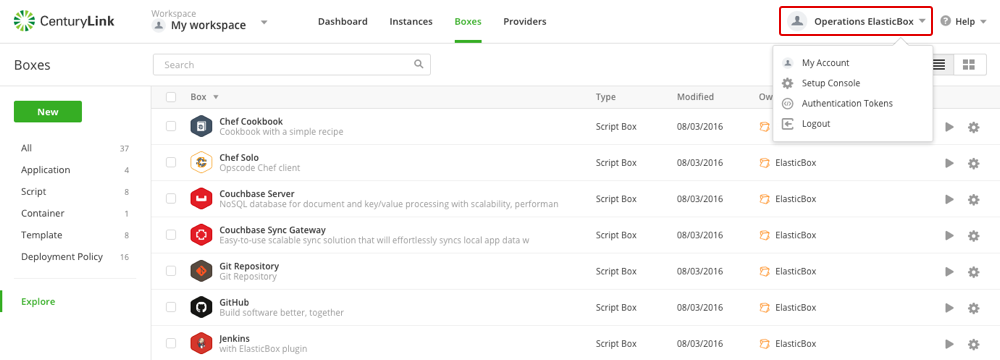 CenturyLink
Workspace
My workspace
Dashboard
Instances
Boxes
Providers
Operations ElasticBox
Help
My Account
Setup Console
Authentication Tokens
Logout
Boxes
Search
New
All 37
Application 4
Script 8
Container 1
Template 8
Deployment Policy 16
Explore
Box Type Modified Ow
Chef Cookbook
Cookbook with a simple recipe
Script Box 08/03/2016
Chef Solo
Opscode Chef client
Script Box 08/03/2016 ElasticBox
Couchbase Server
NoSQL database for document and key/value processing with scalability, performan
Script Box 08/03/2016 ElasticBox
Couchbase Sync Gateway
Easy-to-use scalable sync solution that will effortlessly syncs local app data w
Script Box 08/03/2016 ElasticBox
Git Repository
Git Repository
Script Box 08/03/2016 ElasticBox
GitHub
Build software better, together
Script Box 08/03/2016 ElasticBox
Jenkins
with ElasticBox plugin
Script Box 08/03/2016 ElasticBox